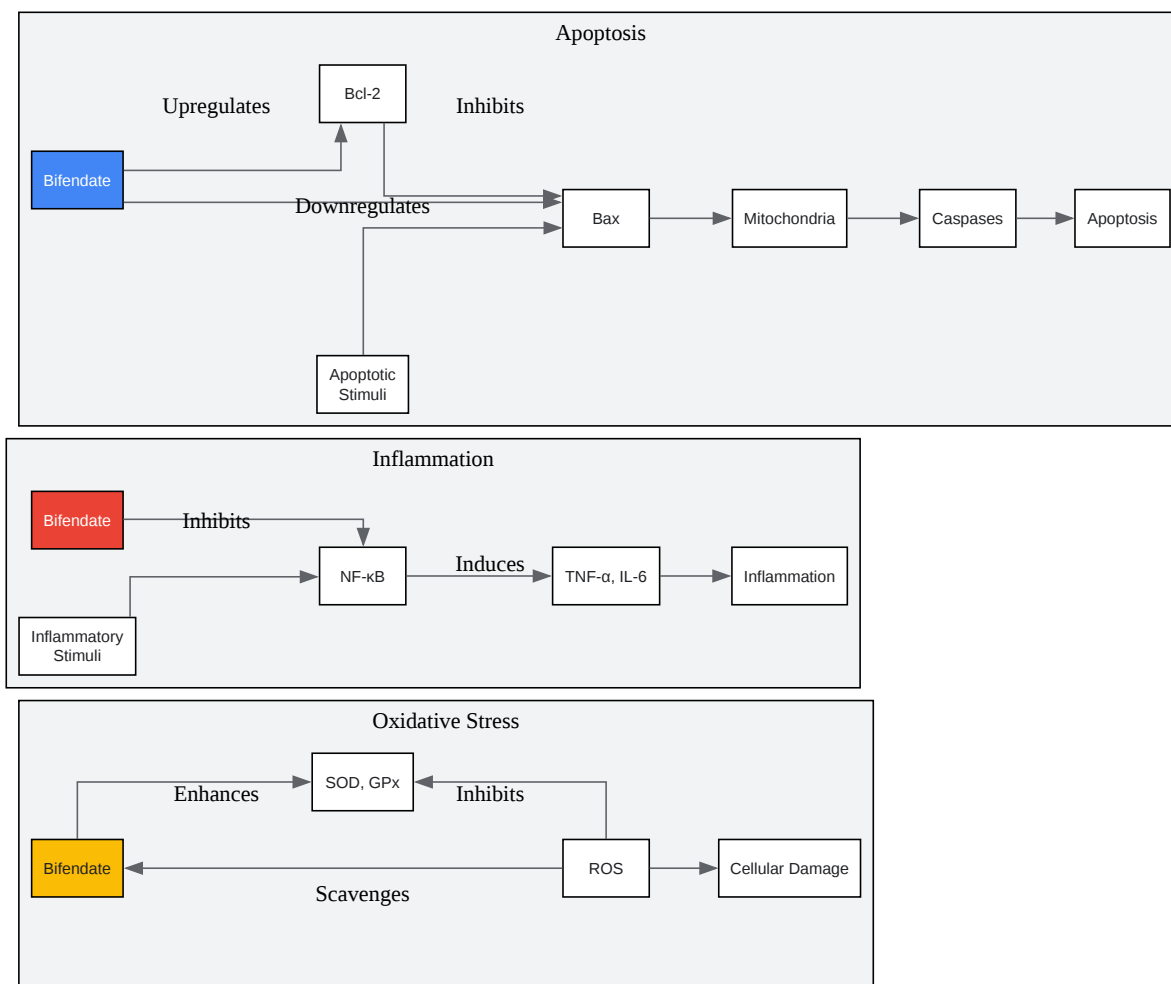 Apoptosis
Bcl-2
Upregulates
Inhibits
Bifendate
Downregulates
Bax
Mitochondria
Caspases
Apoptosis
Apoptotic
Stimuli
Inflammation
Bifendate
Inhibits
NF-κB
Induces
TNF-α, IL-6
Inflammation
Inflammatory
Stimuli
Oxidative Stress
SOD, GPx
Enhances
Inhibits
Bifendate
ROS
Cellular Damage
Scavenges